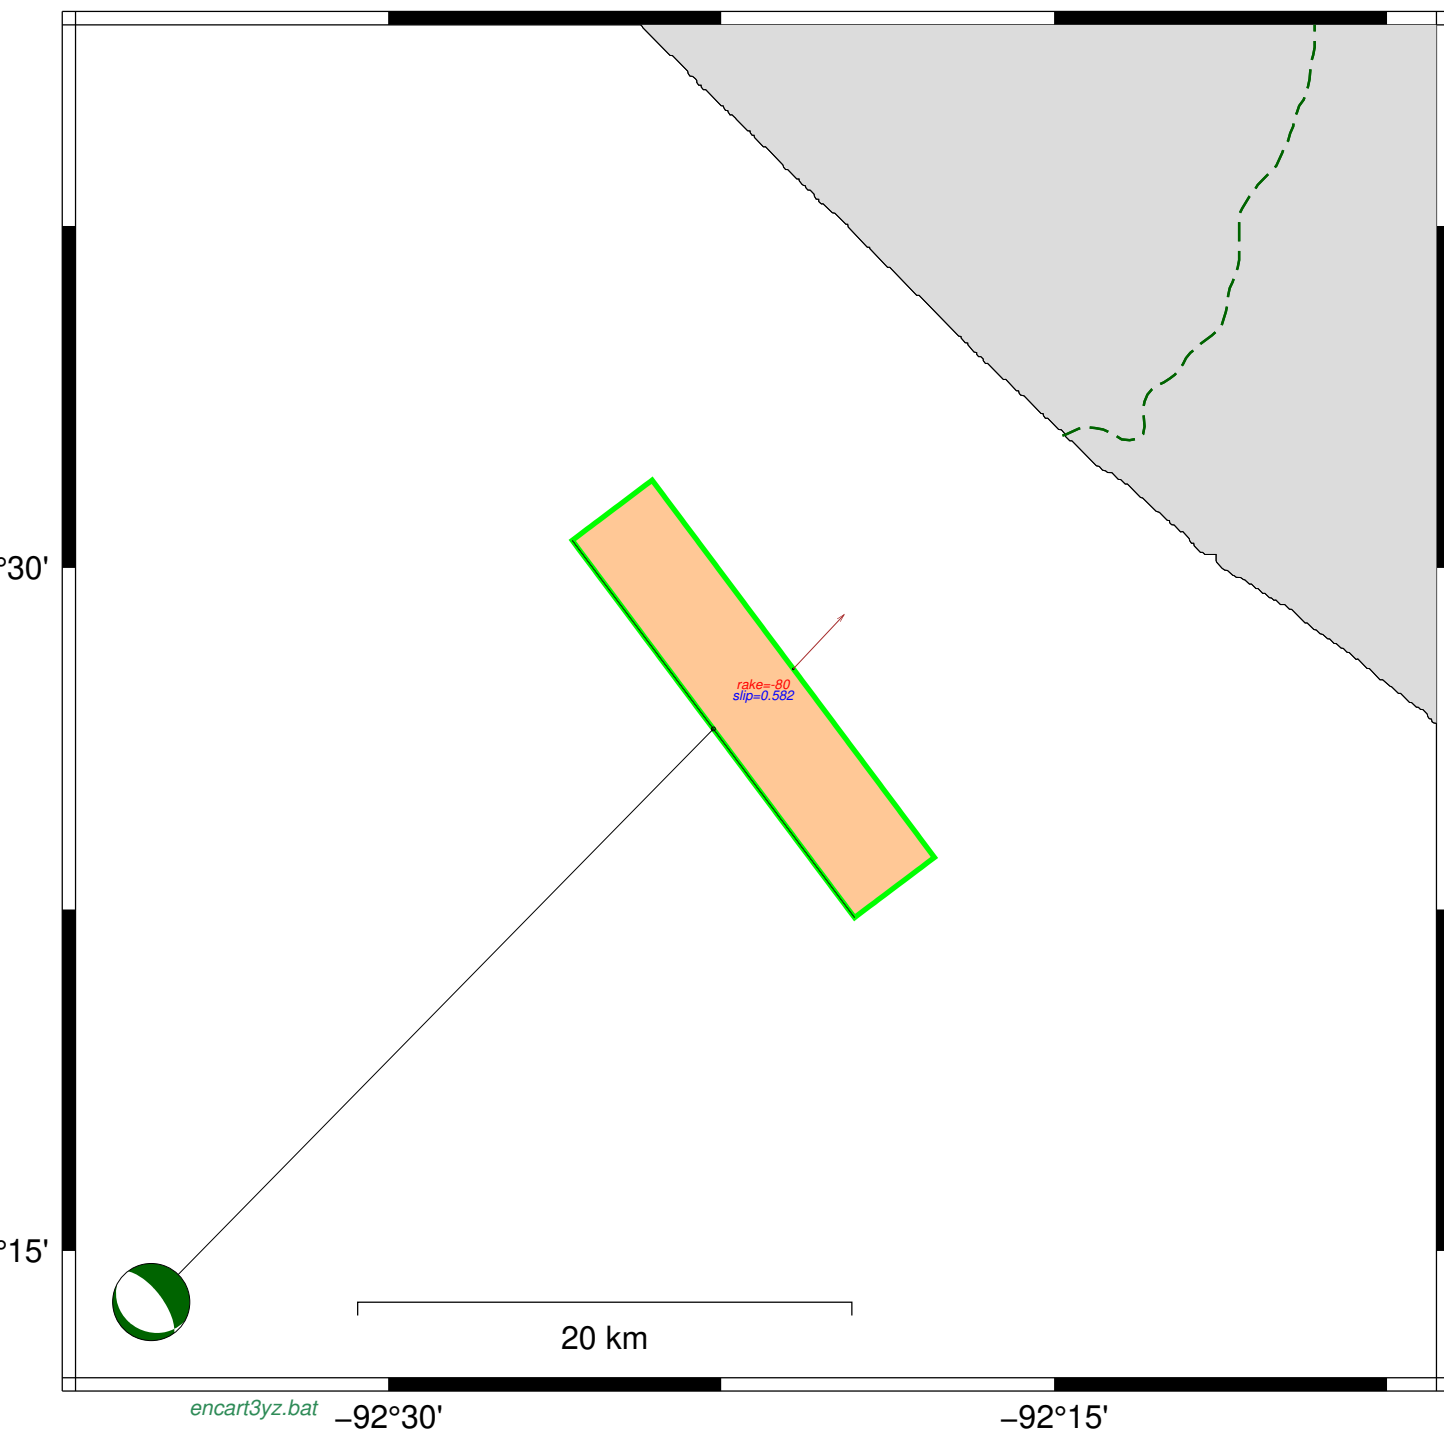 °30'
rake=-80
slip=0.582
°15'
20 km
encart3yz.bat
−92°30'
−92°15'